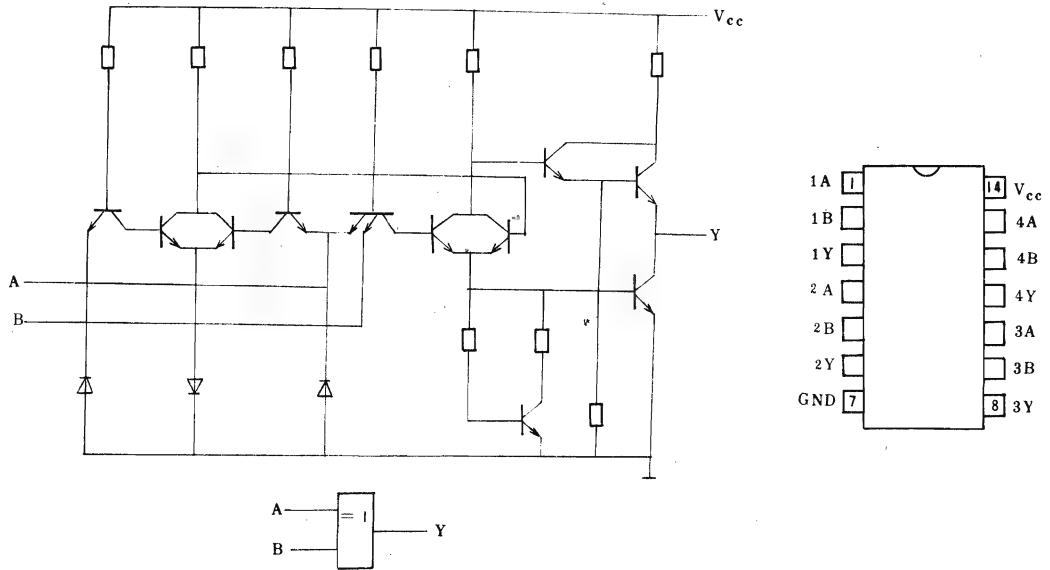 Vcc
A
B
Y
1A 1 14 Vcc
1B 4A
1Y 4B
2A 4Y
2B 3A
2Y 3B
GND 7 8 3Y
A
= 1
Y
B